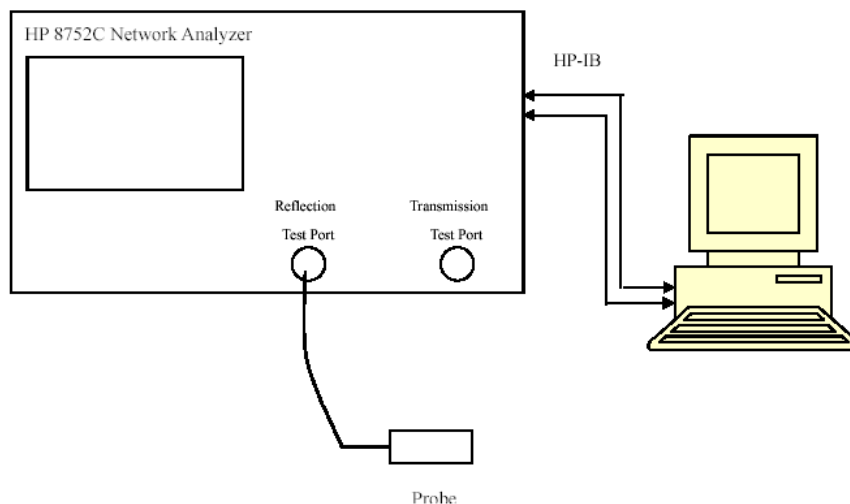 HP 8752C Network Analyzer
HP-IB
Reflection
Test Port
Transmission
Test Port
Probe